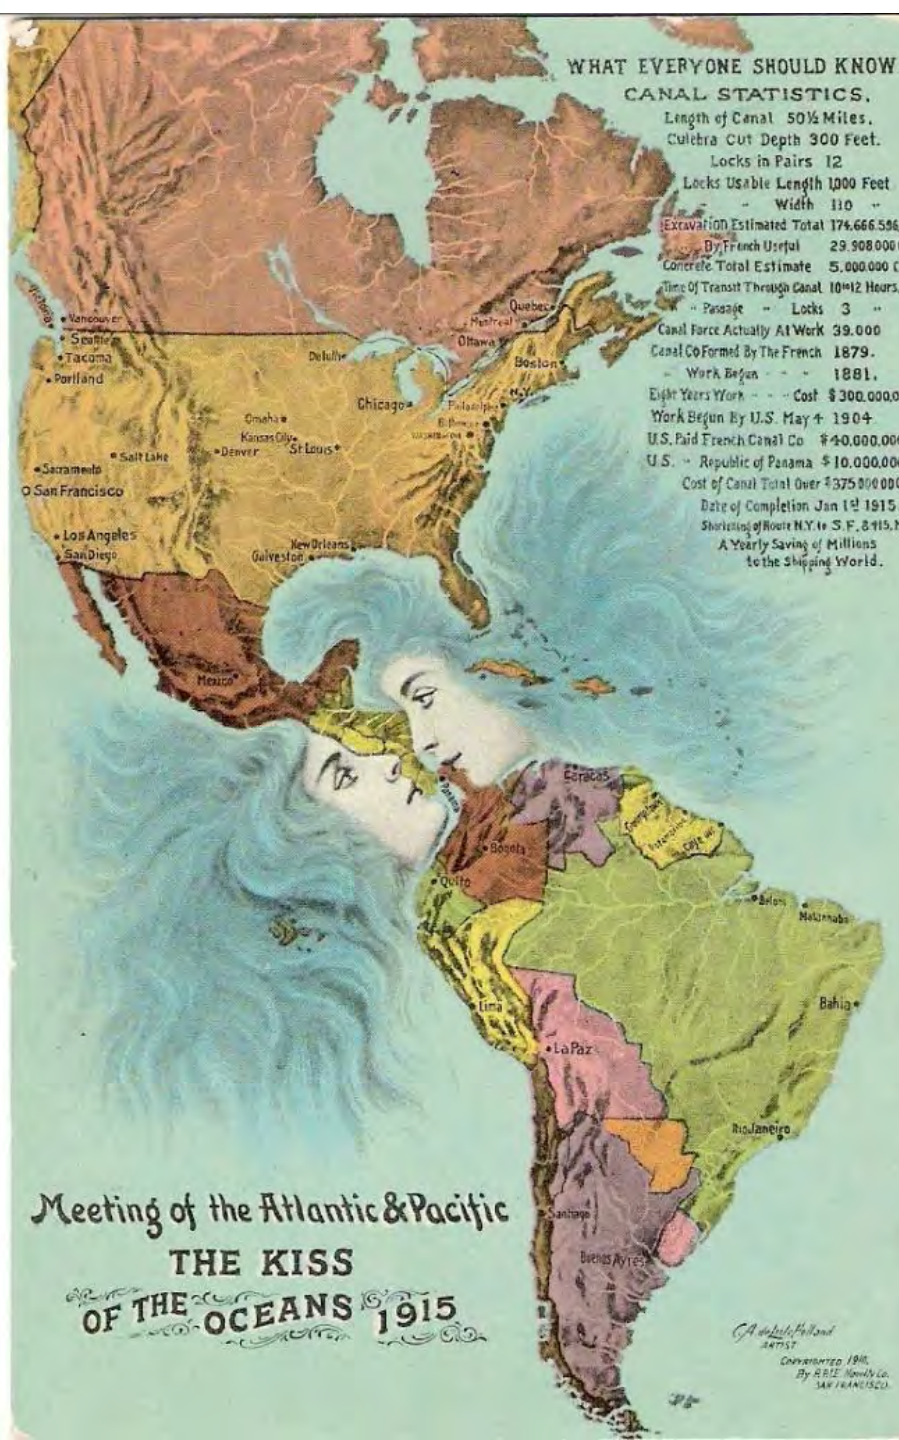 WHAT EVERYONE SHOULD KNOW
CANAL STATISTICS.
Length of Canal 50½ Miles.
Culebra Cut Depth 300 Feet.
Locks in Pairs 12
Locks Usable Length 1,000 Feet
" " Width 110 "
Excavation Estimated Total 174.666.596
By French Useful 29.908000
Concrete Total Estimate 5,000.000
Time Of Transit Through Canal 10 to 12 Hours.
" " Passage " Locks 3 "
Canal Force Actually At Work 39.000
Canal Co Formed By The French 1879.
" Work Begun - - " 1881.
Eight Years Work - - - Cost $300,000,0
Work Begun By U.S. May 4 1904
U.S. Paid French Canal Co $40,000,000
U.S. " Republic of Panama $10,000,000
Cost of Canal Total Over $375000000
Date of Completion Jan 1st 1915
Shortening of Route N.Y. to S.F. 8415.
A Yearly Saving of Millions
to the Shipping World.
Victoria
Vancouver
Seattle
Tacoma
Portland
Quebec
Montreal
Ottawa
Duluth
Boston
Chicago
N.Y.
Philadelphia
Washington
Omaha
Kansas City
St Louis
Denver
Salt Lake
Sacramento
San Francisco
Los Angeles
San Diego
New Orleans
Galveston
Mexico
Panama
Caracas
Bogota
Quito
Lima
La Paz
Bahia
Rio Janeiro
Santiago
Buenos Ayres
Meeting of the Atlantic & Pacific
THE KISS
OF THE OCEANS 1915
ARTIST
COPYRIGHTED 1910,
SAN FRANCISCO.